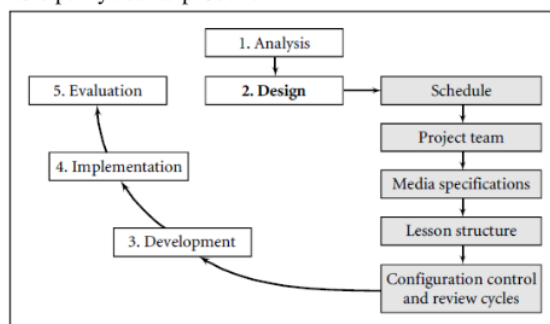 1. Analysis
5. Evaluation
2. Design
Schedule
Project team
4. Implementation
Media specifications
Lesson structure
3. Development
Configuration control
and review cycles